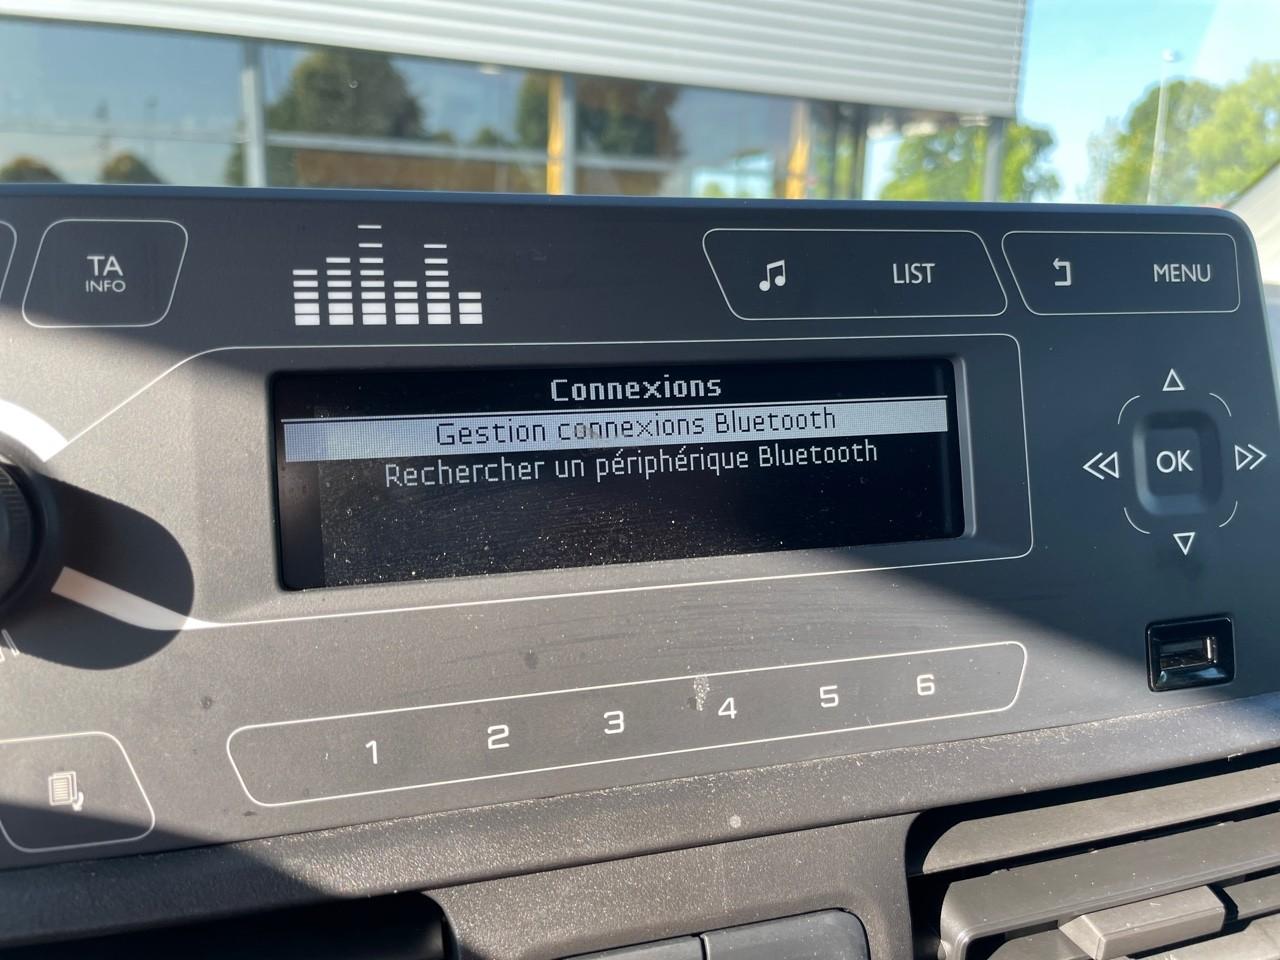 TA
INFO
LIST
MENU
Connexions
Gestion connexions Bluetooth
Rechercher un périphérique Bluetooth
OK
1 2 3 4 5 6